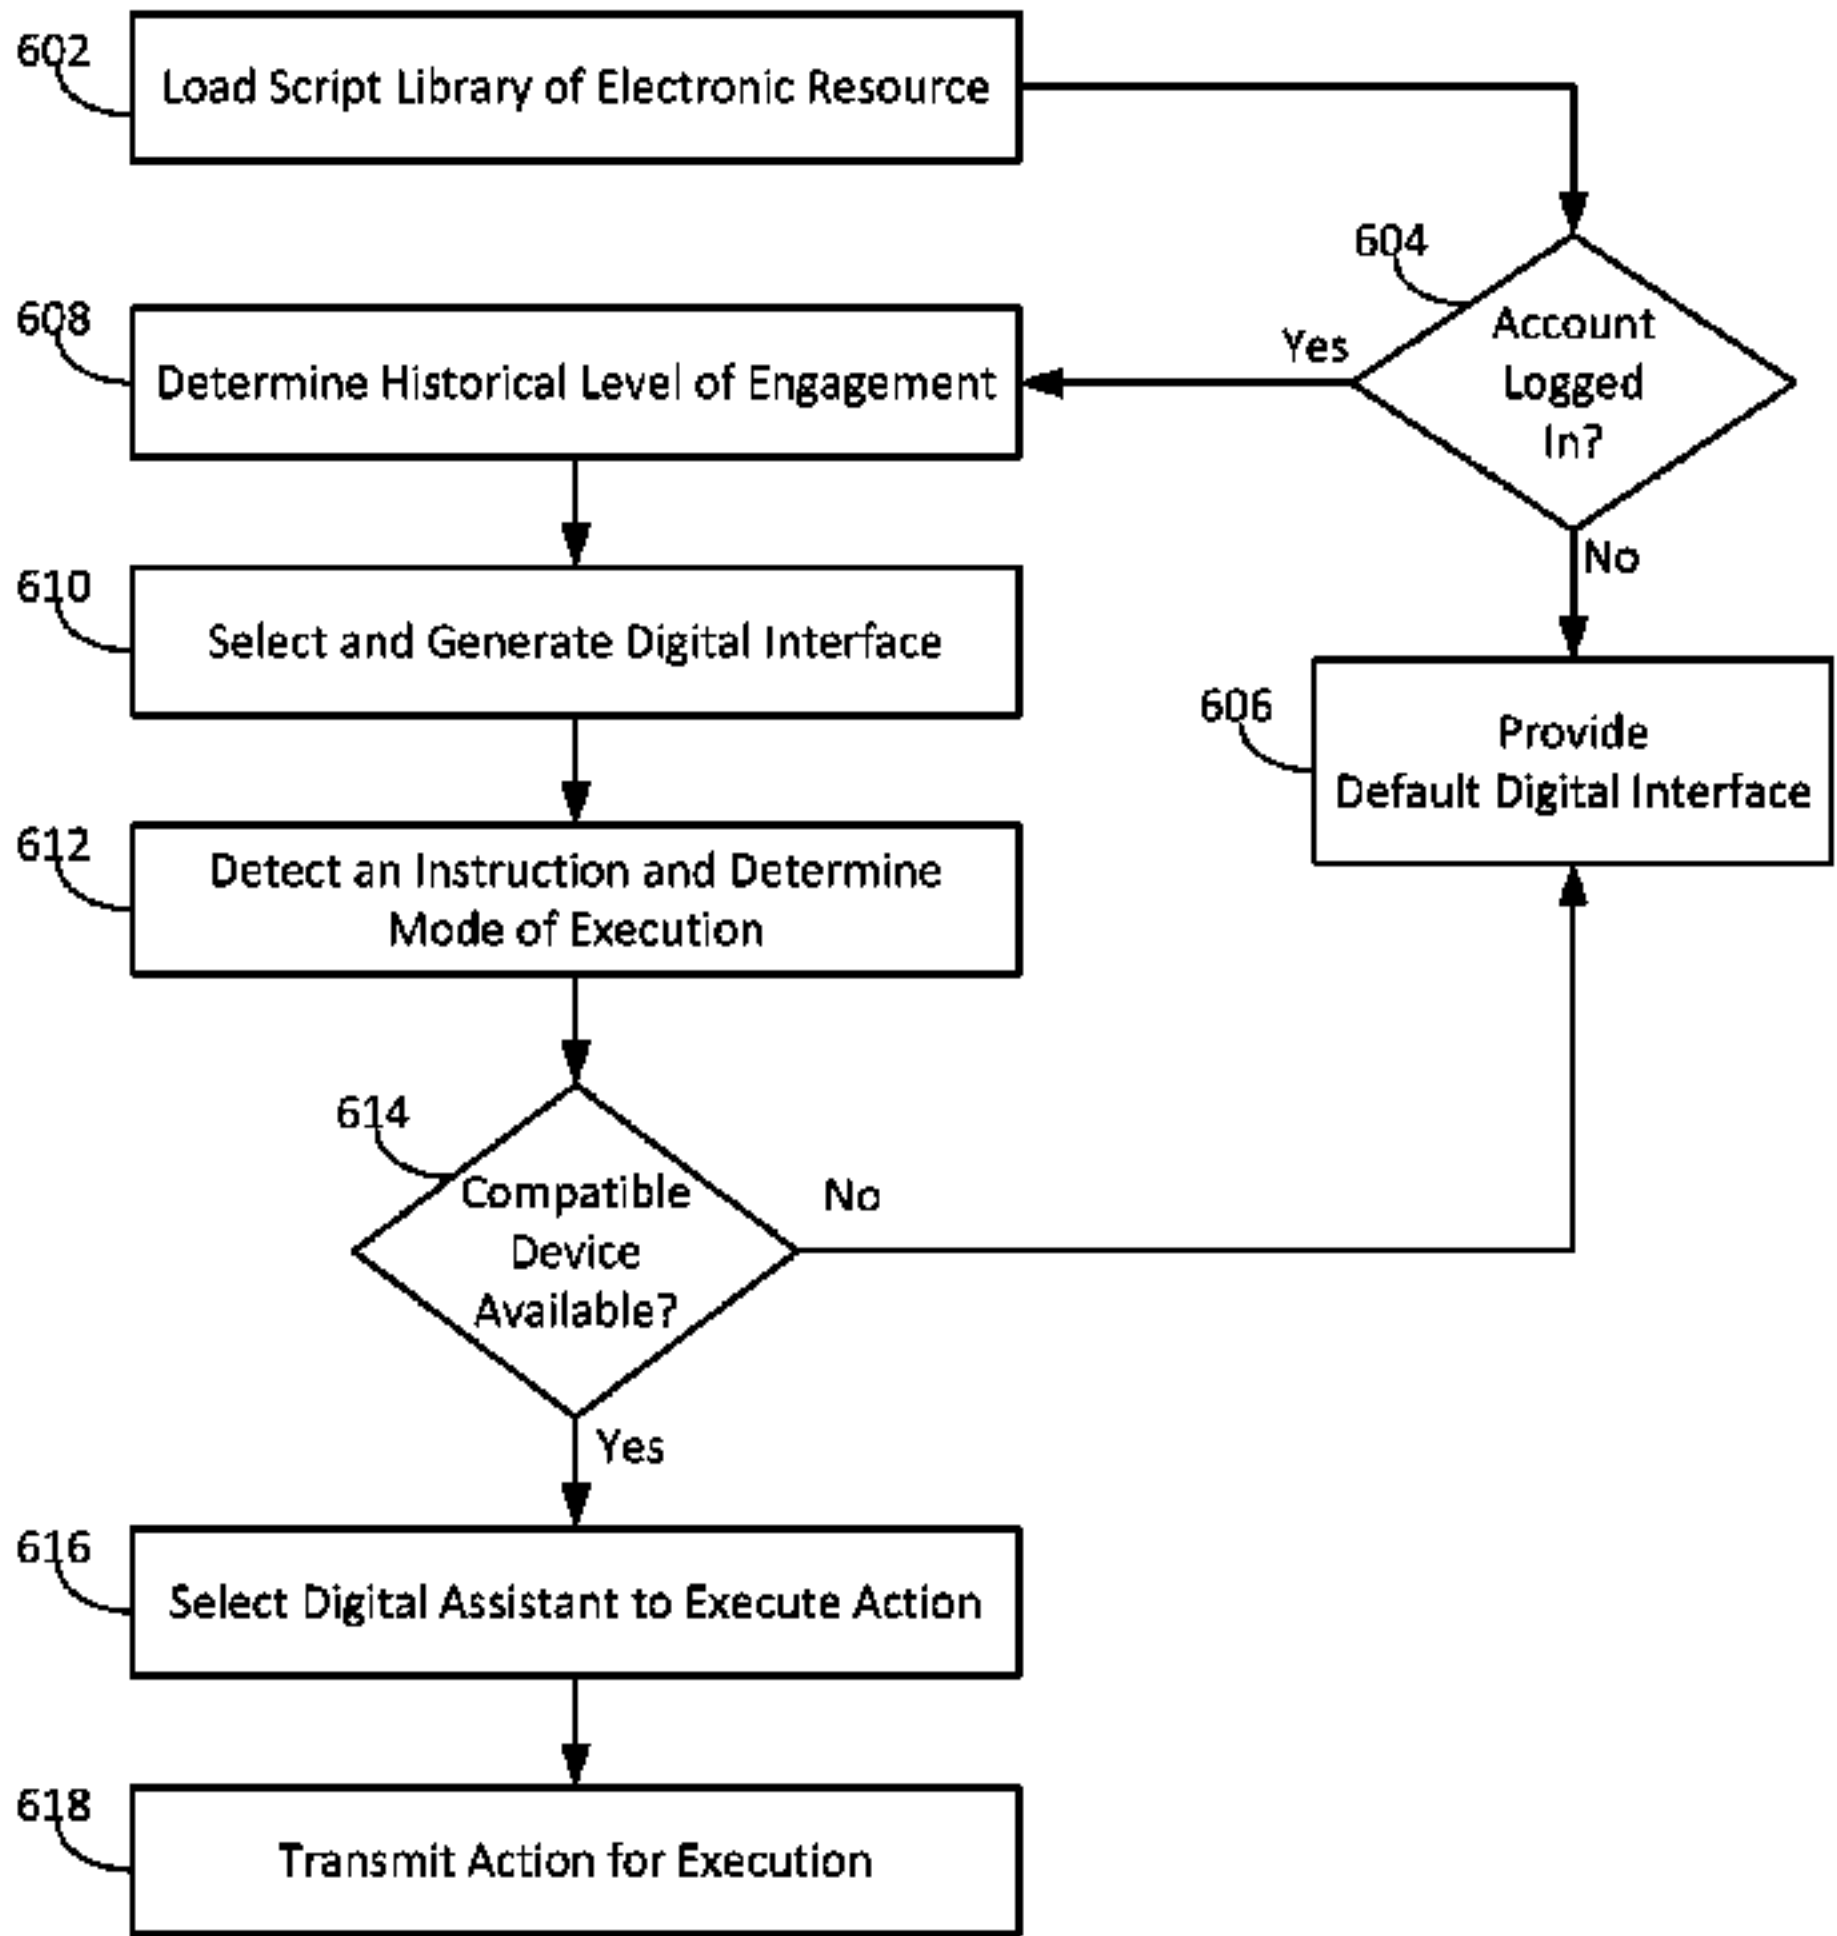 602
Load Script Library of Electronic Resource
604
Account
Logged
In?
Yes
No
608
Determine Historical Level of Engagement
610
Select and Generate Digital Interface
606
Provide
Default Digital Interface
612
Detect an Instruction and Determine
Mode of Execution
614
Compatible
Device
Available?
No
Yes
616
Select Digital Assistant to Execute Action
618
Transmit Action for Execution